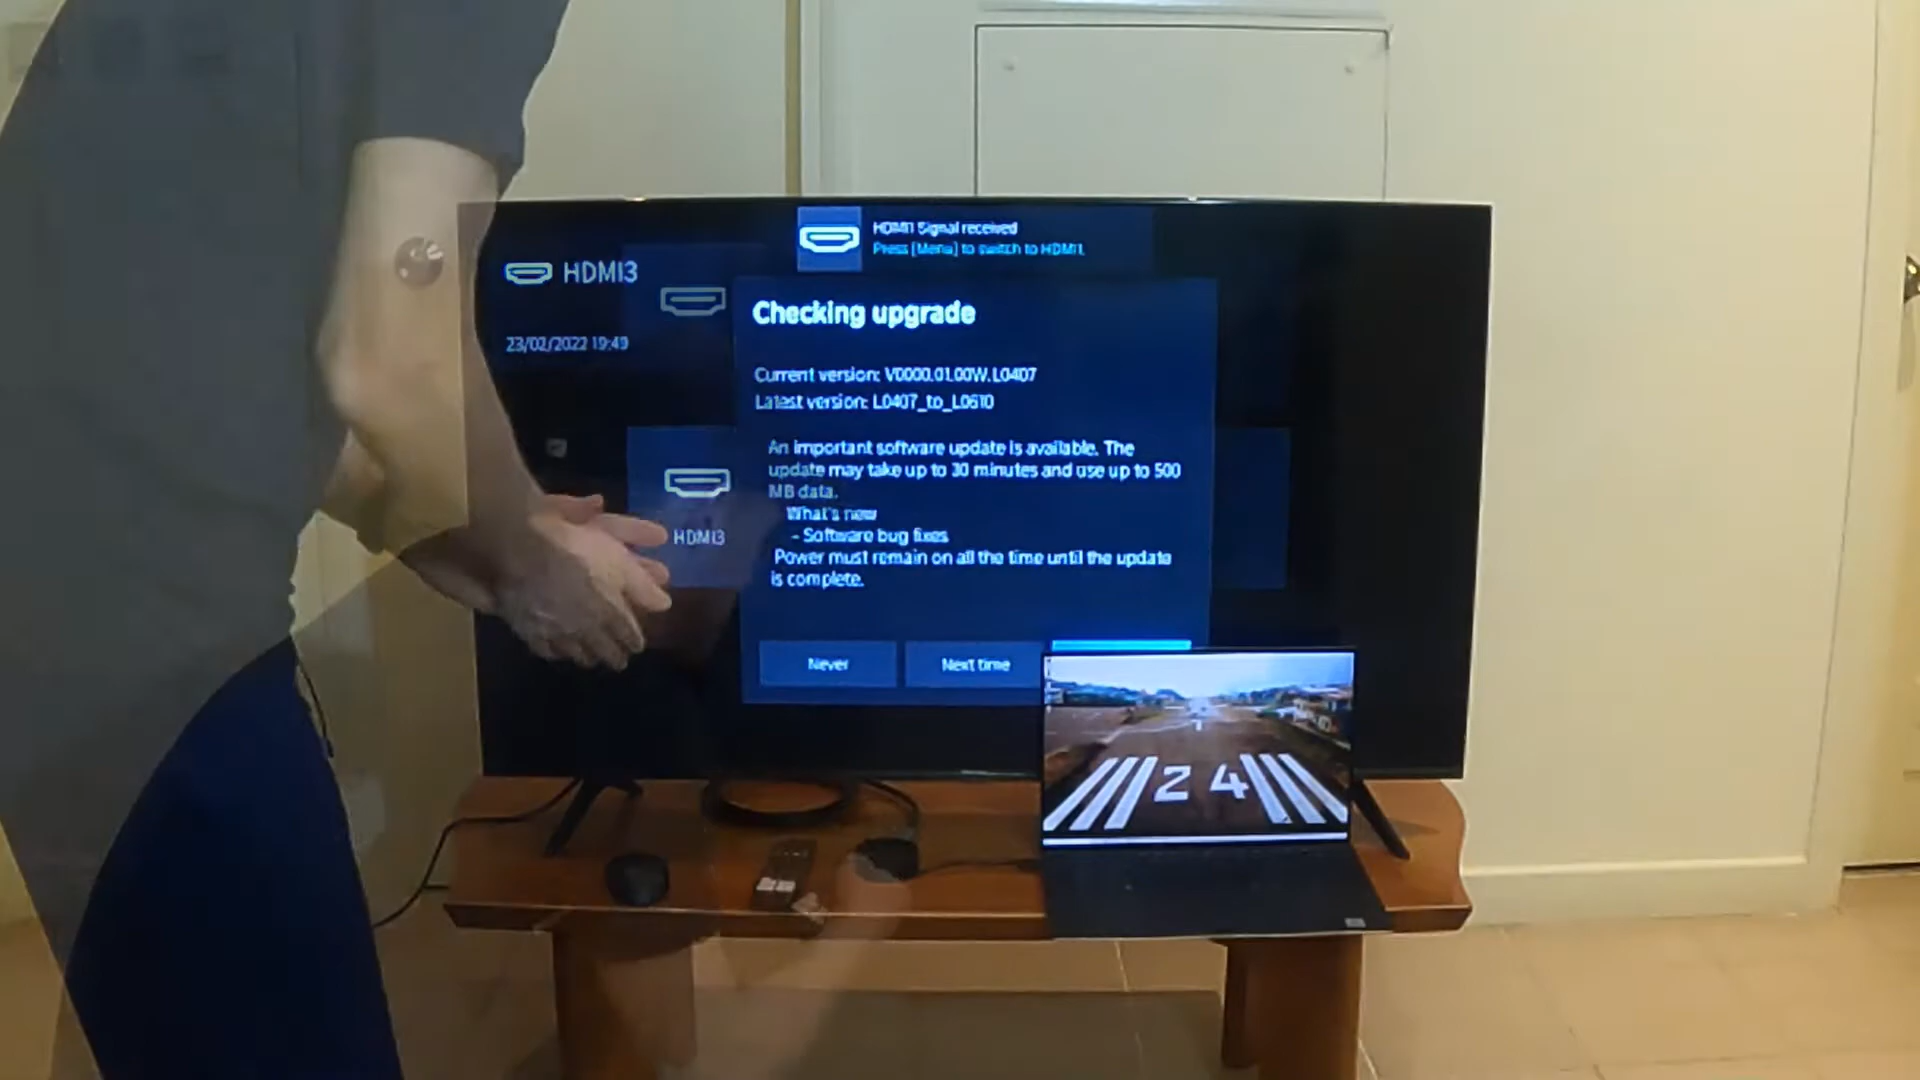 HDMI1 Signal received
Press [Menu] to switch to HDMI1.
HDMI3
23/02/2022 19:49
Checking upgrade
Current version: V0000.01.00W.L0407
Latest version: L0407_to_L0610
An important software update is available. The
update may take up to 30 minutes and use up to 500
MB data.
What's new
- Software bug fixes
Power must remain on all the time until the update
is complete.
HDMI3
Never
Next time
24